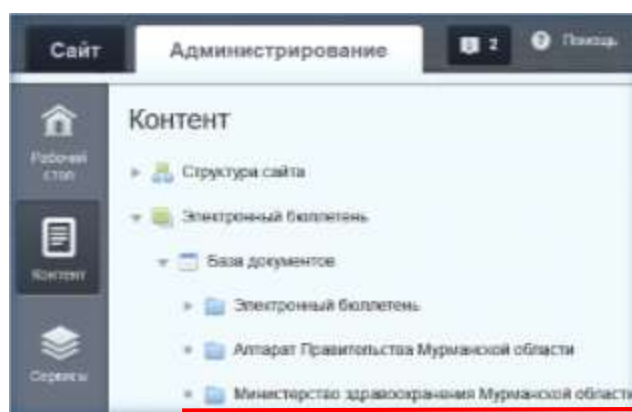 Сайт
Администрирование
2
Помощь
Рабочий
стол
Контент
Сервисы
Контент
Структура сайта
Электронный бюллетень
База документов
Электронный бюллетень
Аппарат Правительства Мурманской области
Министерство здравоохранения Мурманской област